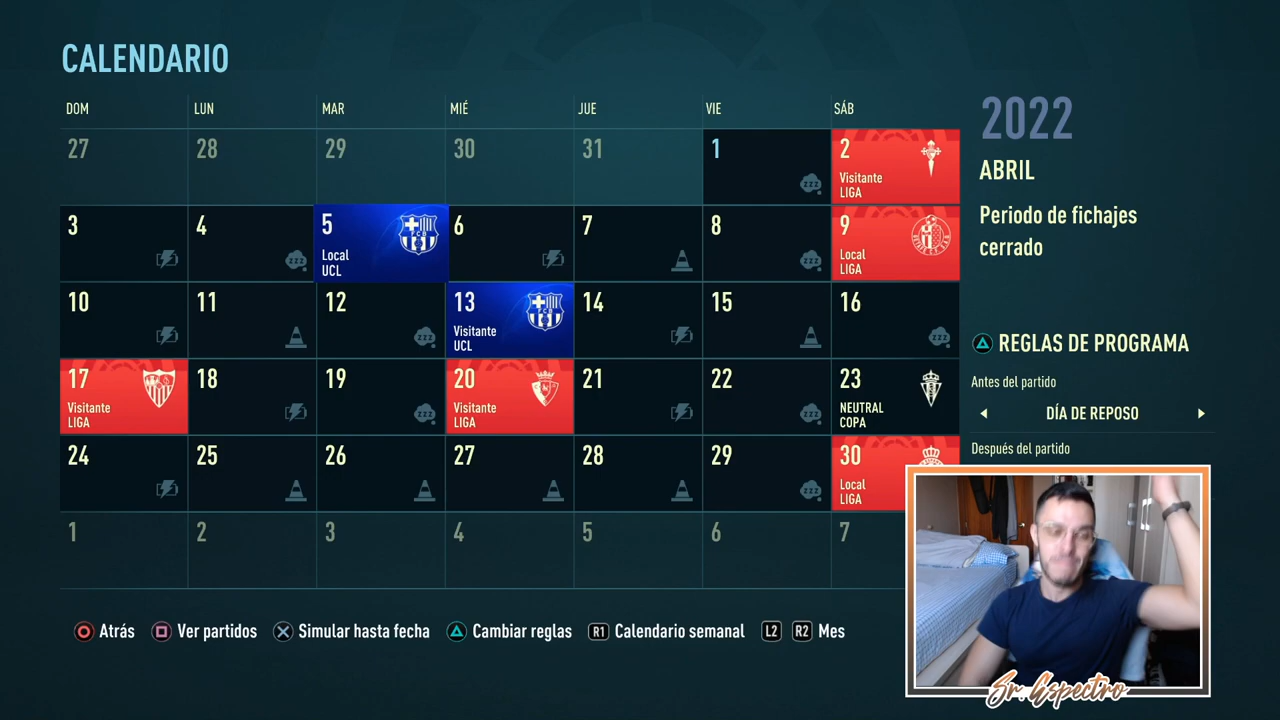 CALENDARIO
DOM LUN MAR MIÉ JUE VIE SÁB
27 28 29 30 31 1 2
Visitante
LIGA
3 4 5 6 7 8 9
Local
UCL
Local
LIGA
10 11 12 13 14 15 16
Visitante
UCL
17 18 19 20 21 22 23
Visitante
LIGA
Visitante
LIGA
NEUTRAL
COPA
24 25 26 27 28 29 30
Local
LIGA
1 2 3 4 5 6 7
2022
ABRIL
Periodo de fichajes
cerrado
REGLAS DE PROGRAMA
Antes del partido
DÍA DE REPOSO
Después del partido
Atrás Ver partidos Simular hasta fecha Cambiar reglas R1 Calendario semanal L2 R2 Mes
Sr. Espectro